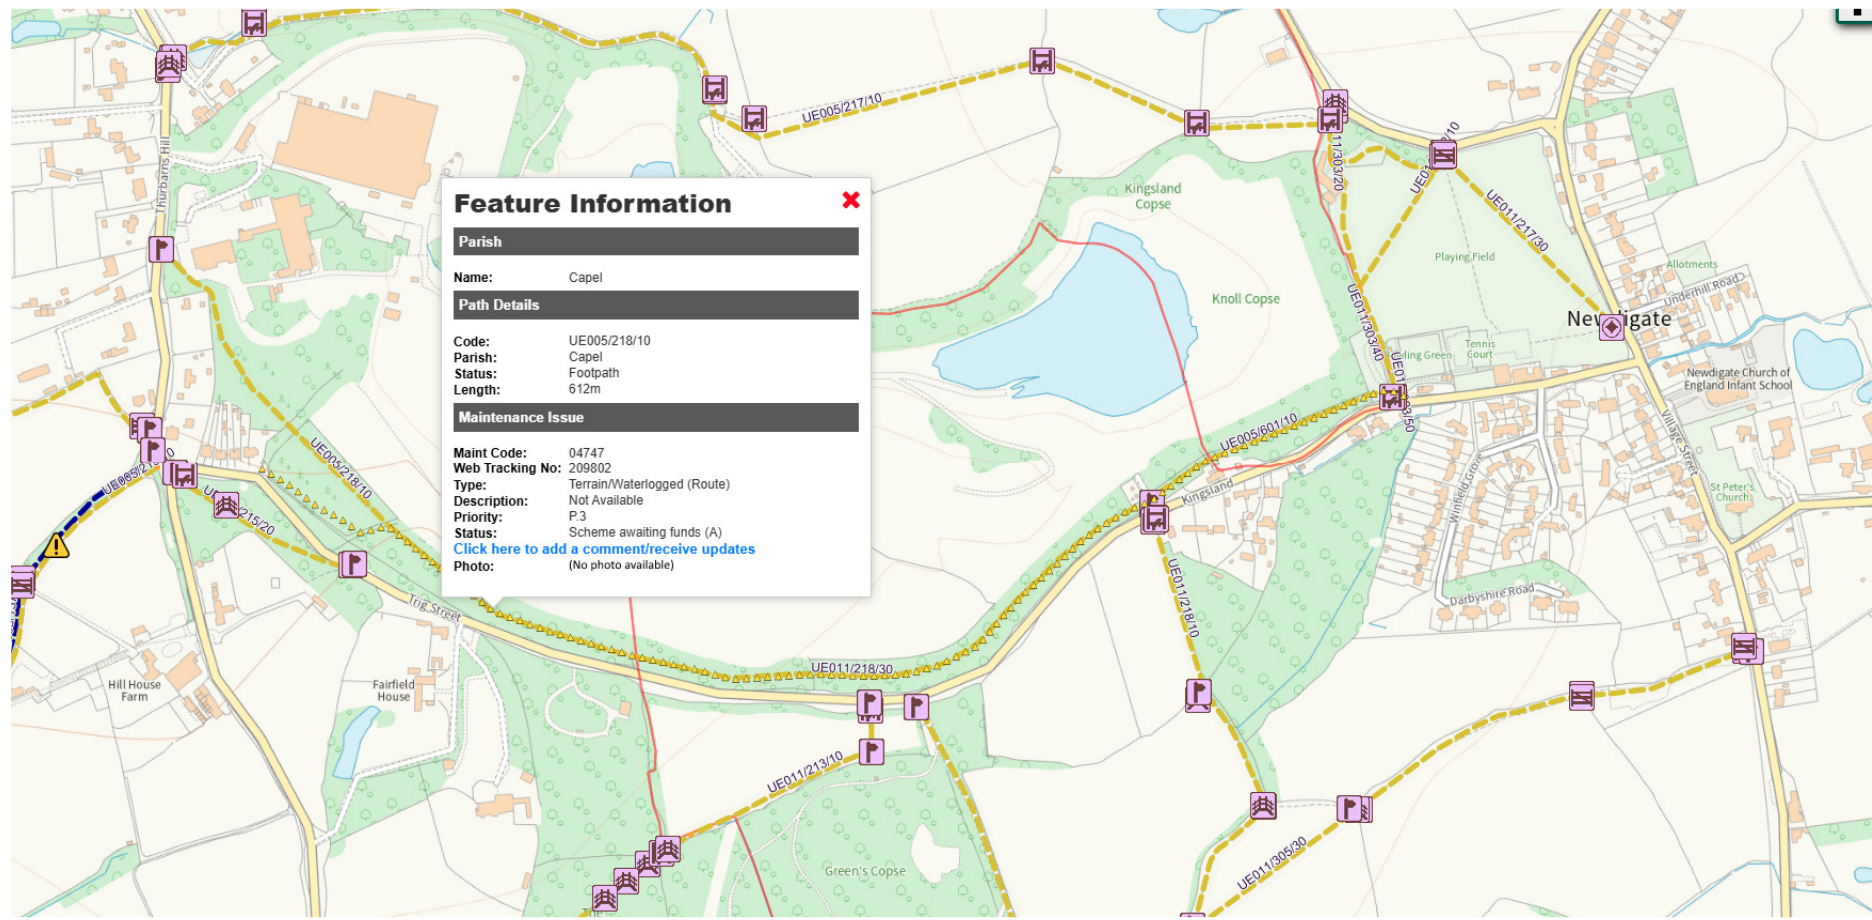 Feature Information
Parish
Name: Capel
Path Details
Code: UE005/218/10
Parish: Capel
Status: Footpath
Length: 612m
Maintenance Issue
Maint Code: 04747
Web Tracking No: 209802
Type: Terrain/Waterlogged (Route)
Description: Not Available
Priority: P.3
Status: Scheme awaiting funds (A)
Click here to add a comment/receive updates
Photo: (No photo available)
Thurbarns Hill
UE005/217/10
Kingsland
Copse
11/303/20
UE011/217/30
Playing Field
Allotments
Underhill Road
Knoll Copse
UE011/303/40
Tennis
Court
Newdigate Church of
England Infant School
UE005/218/10
UE005/601/10
Kingsland
Winfield Grove
Village Street
St Peter's
Church
215/20
Trig Street
UE011/218/10
Darbyshire Road
UE011/218/30
Hill House
Farm
Fairfield
House
UE011/213/10
Green's Copse
UE011/305/30